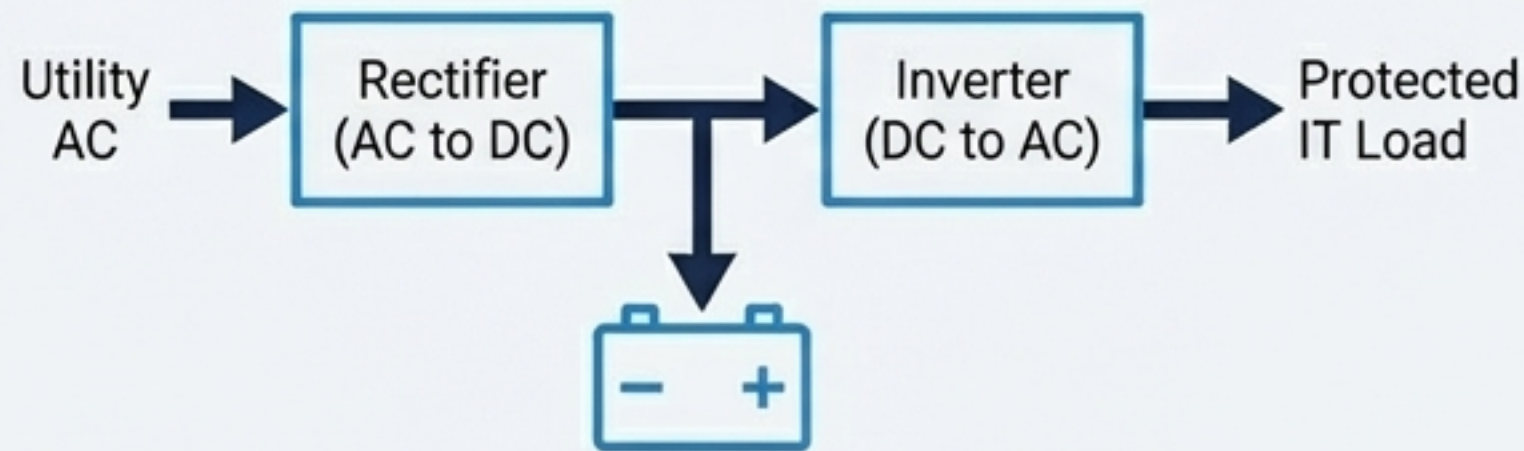 Utility
AC
Rectifier
(AC to DC)
Inverter
(DC to AC)
Protected
IT Load
− +